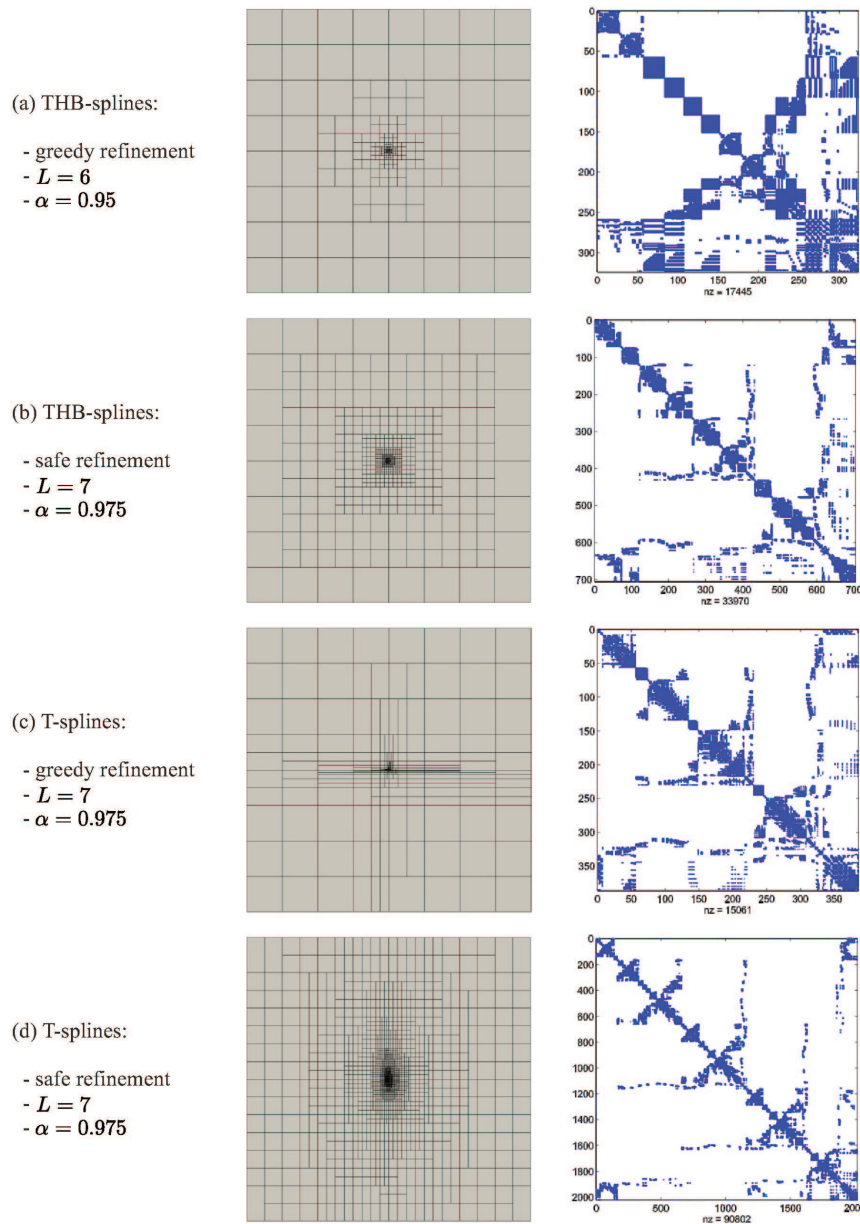 (a) THB-splines:
- greedy refinement
- L = 6
- α = 0.95
0
50
100
150
200
250
300
0 50 100 150 200 250 300
nz = 17445
(b) THB-splines:
- safe refinement
- L = 7
- α = 0.975
0
100
200
300
400
500
600
700
0 100 200 300 400 500 600 700
nz = 33970
(c) T-splines:
- greedy refinement
- L = 7
- α = 0.975
0
50
100
150
200
250
300
350
0 50 100 150 200 250 300 350
nz = 15061
(d) T-splines:
- safe refinement
- L = 7
- α = 0.975
0
200
400
600
800
1000
1200
1400
1600
1800
2000
0 500 1000 1500
nz = 90802